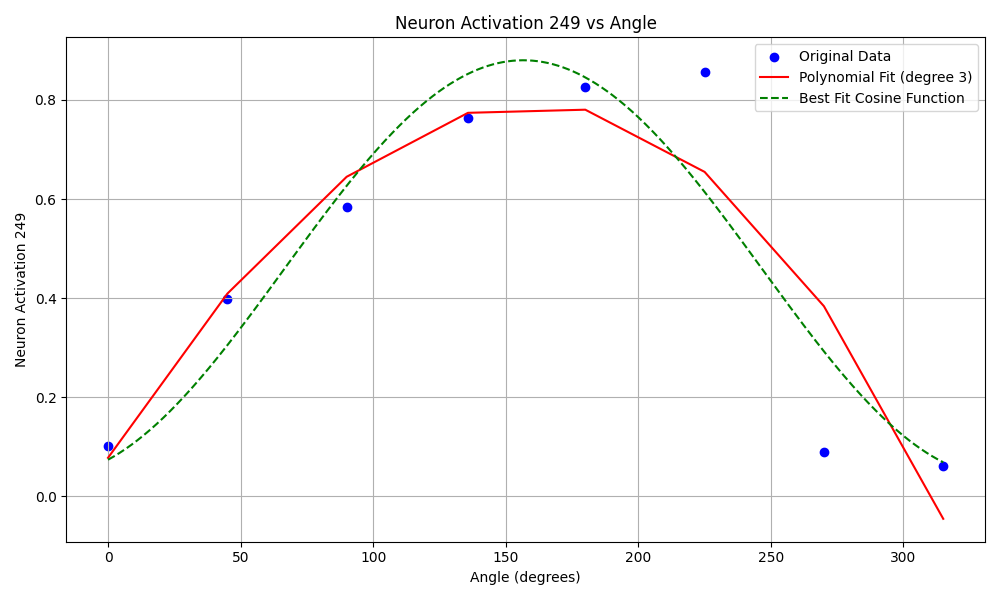 Neuron Activation 249 vs Angle
Original Data
Polynomial Fit (degree 3)
Best Fit Cosine Function
Neuron Activation 249
0.8
0.6
0.4
0.2
0.0
0 50 100 150 200 250 300
Angle (degrees)